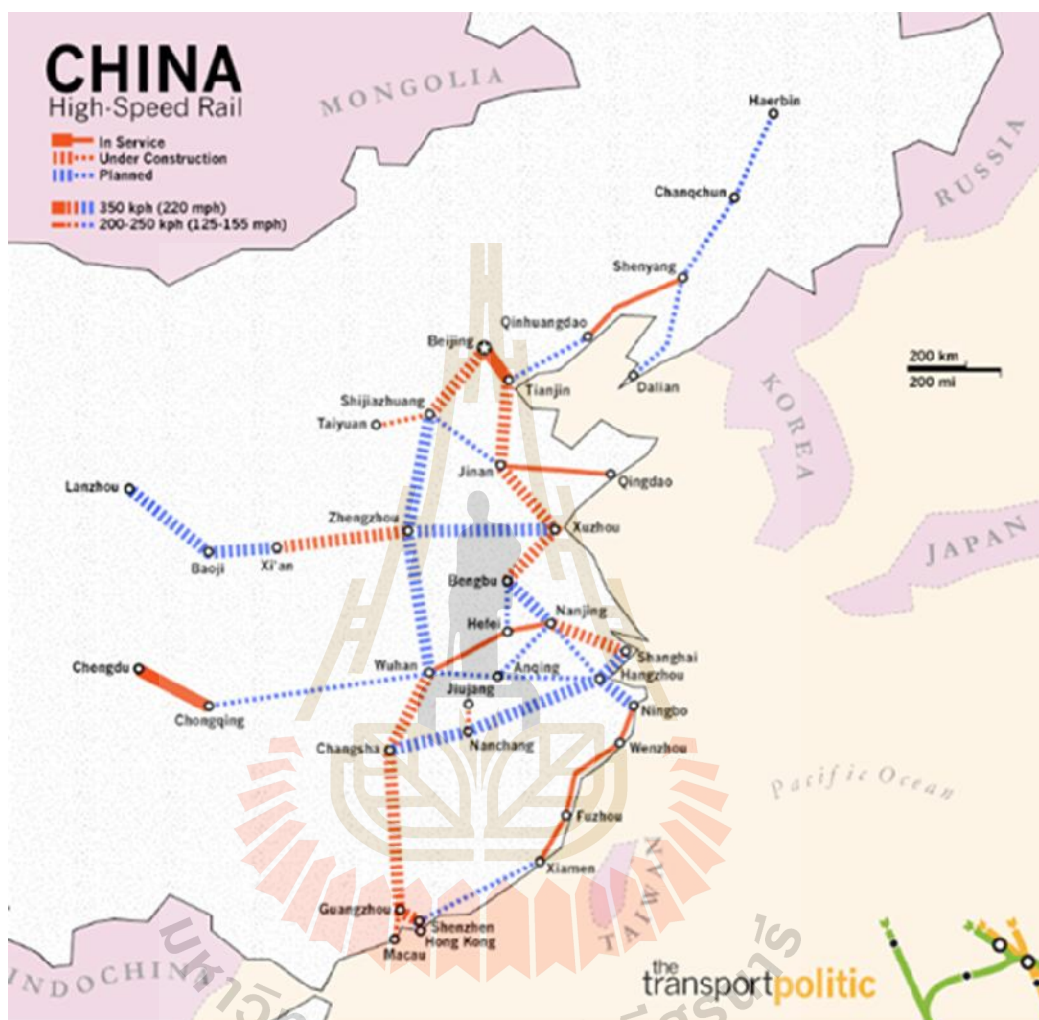 CHINA
High-Speed Rail
In Service
Under Construction
Planned
350 kph (220 mph)
200-250 kph (125-155 mph)
MONGOLIA
RUSSIA
Haerbin
Changchun
Shenyang
Qinhuangdao
Beijing
Tianjin
Dalian
200 km
200 mi
KOREA
Shijiazhuang
Taiyuan
Jinan
Qingdao
Lanzhou
Zhengzhou
Xuzhou
JAPAN
Baoji
Xi'an
Bengbu
Nanjing
Hefei
Shanghai
Chengdu
Wuhan
Anqing
Hangzhou
Jiujang
Chongqing
Ningbo
Changsha
Nanchang
Wenzhou
Pacific Ocean
Fuzhou
Xiamen
TAIWAN
Guangzhou
Shenzhen
Hong Kong
Macau
INDOCHINA
the
transportpolitic